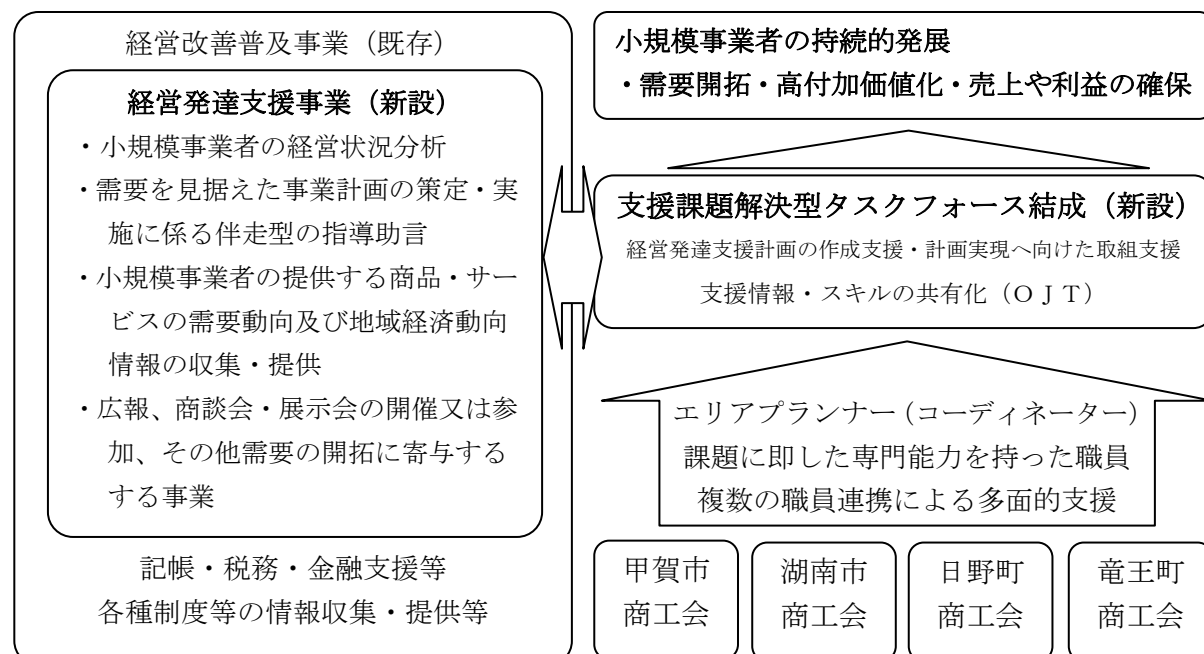 経営改善普及事業（既存）
経営発達支援事業（新設）
・小規模事業者の経営状況分析
・需要を見据えた事業計画の策定・実
施に係る伴走型の指導助言
・小規模事業者の提供する商品・サー
ビスの需要動向及び地域経済動向
情報の収集・提供
・広報、商談会・展示会の開催又は参
加、その他需要の開拓に寄与する
する事業
記帳・税務・金融支援等
各種制度等の情報収集・提供等
小規模事業者の持続的発展
・需要開拓・高付加価値化・売上や利益の確保
支援課題解決型タスクフォース結成（新設）
経営発達支援計画の作成支援・計画実現へ向けた取組支援
支援情報・スキルの共有化（ＯＪＴ）
エリアプランナー（コーディネーター）
課題に即した専門能力を持った職員
複数の職員連携による多面的支援
甲賀市
商工会
湖南市
商工会
日野町
商工会
竜王町
商工会